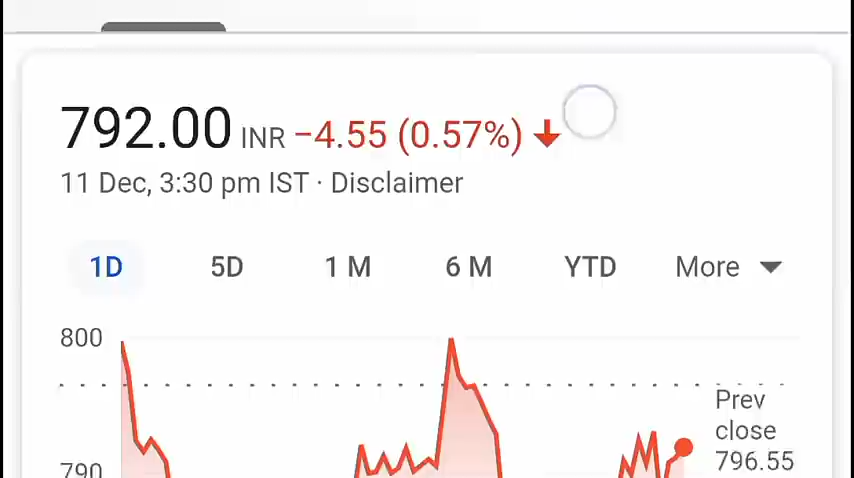 792.00 INR −4.55 (0.57%)
11 Dec, 3:30 pm IST · Disclaimer
1D 5D 1 M 6 M YTD More
800
Prev
close
796.55
790